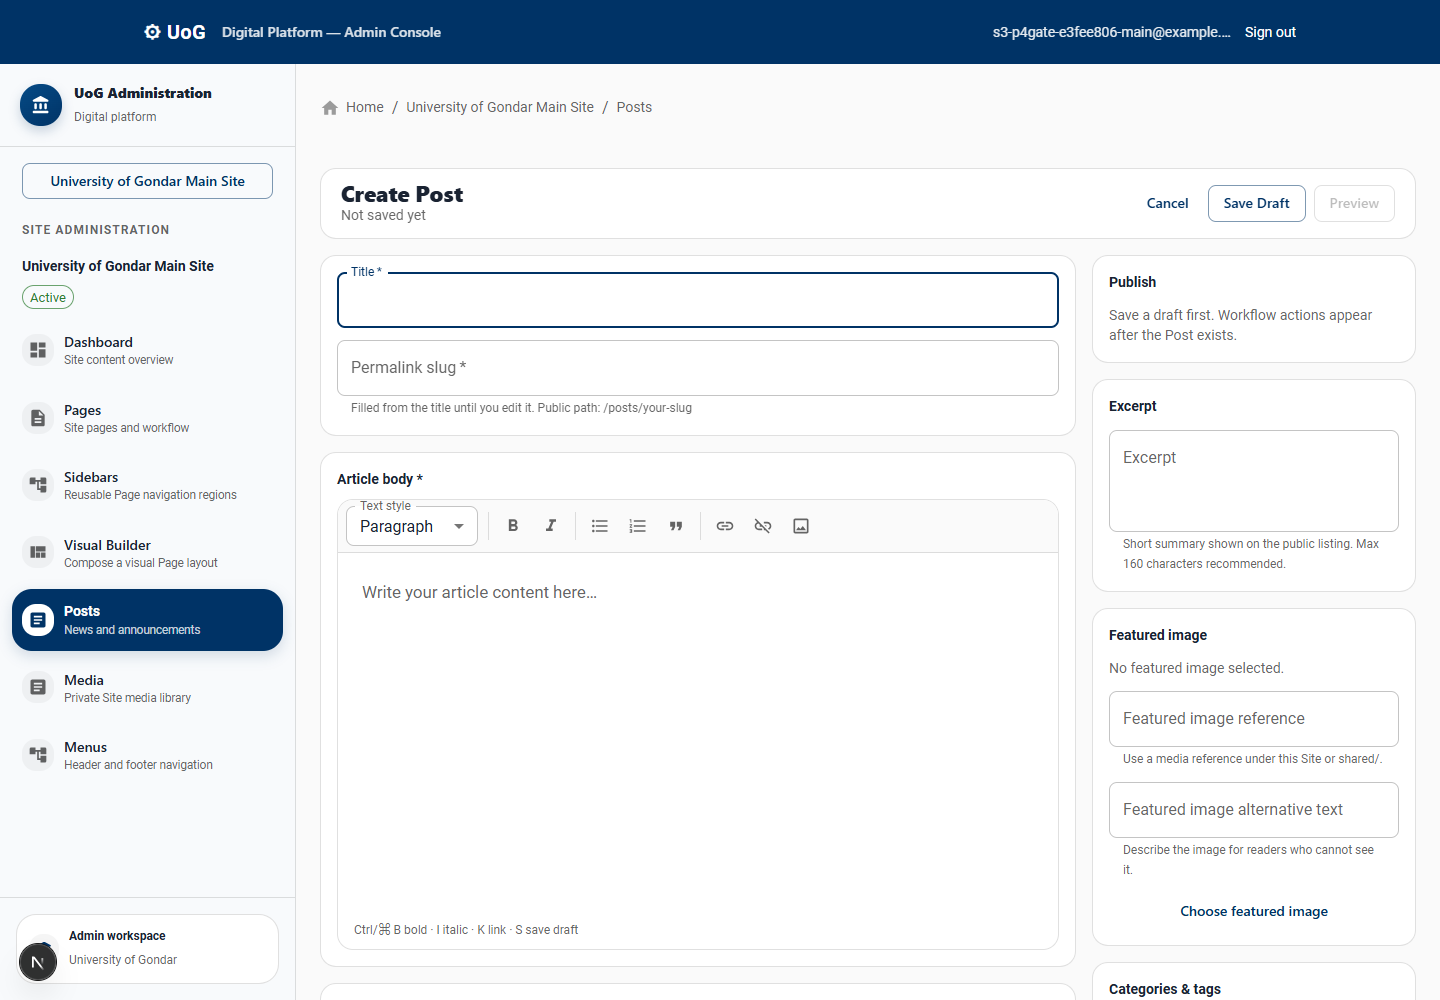 UoG
Digital Platform — Admin Console
s3-p4gate-e3fee806-main@example....
Sign out
UoG Administration
Digital platform
University of Gondar Main Site
SITE ADMINISTRATION
University of Gondar Main Site
Active
Dashboard
Site content overview
Pages
Site pages and workflow
Sidebars
Reusable Page navigation regions
Visual Builder
Compose a visual Page layout
Posts
News and announcements
Media
Private Site media library
Menus
Header and footer navigation
Admin workspace
University of Gondar
N
Home / University of Gondar Main Site / Posts
Create Post
Not saved yet
Cancel
Save Draft
Preview
Title *
Permalink slug *
Filled from the title until you edit it. Public path: /posts/your-slug
Article body *
Text style
Paragraph
B I
Write your article content here...
Ctrl/⌘ B bold · I italic · K link · S save draft
Publish
Save a draft first. Workflow actions appear
after the Post exists.
Excerpt
Excerpt
Short summary shown on the public listing. Max
160 characters recommended.
Featured image
No featured image selected.
Featured image reference
Use a media reference under this Site or shared/.
Featured image alternative text
Describe the image for readers who cannot see
it.
Choose featured image
Categories & tags